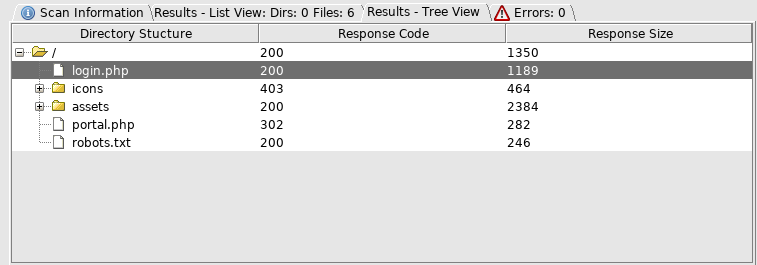 Scan Information Results - List View: Dirs: 0 Files: 6 Results - Tree View Errors: 0
Directory Stucture Response Code Response Size
/ 200 1350
login.php 200 1189
icons 403 464
assets 200 2384
portal.php 302 282
robots.txt 200 246